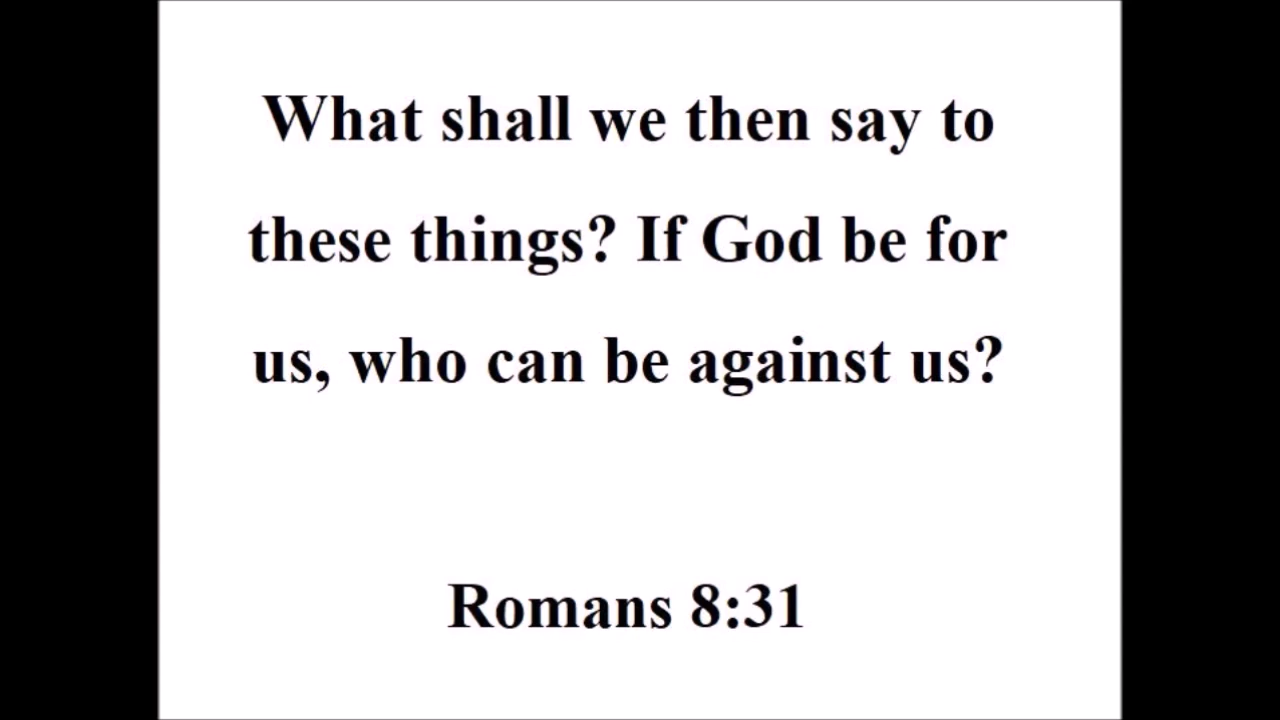 What shall we then say to
these things? If God be for
us, who can be against us?
Romans 8:31